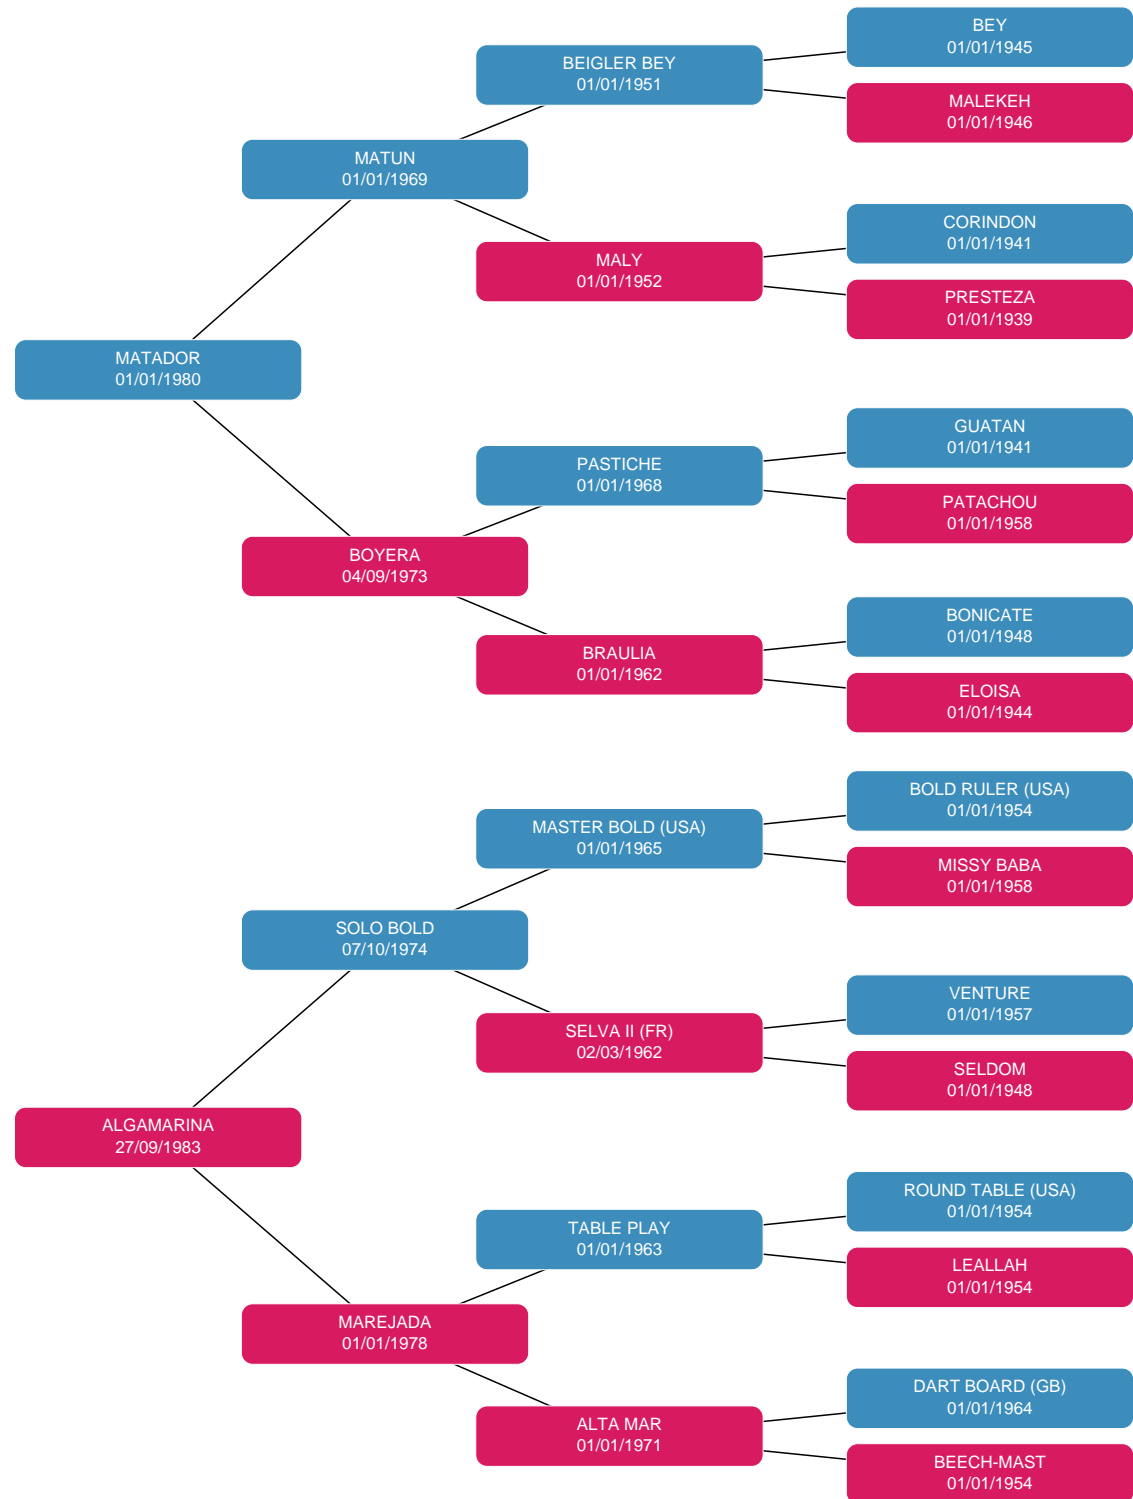 BEY
01/01/1945
BEIGLER BEY
01/01/1951
MALEKEH
01/01/1946
MATUN
01/01/1969
CORINDON
01/01/1941
MALY
01/01/1952
PRESTEZA
01/01/1939
MATADOR
01/01/1980
GUATAN
01/01/1941
PASTICHE
01/01/1968
PATACHOU
01/01/1958
BOYERA
04/09/1973
BONICATE
01/01/1948
BRAULIA
01/01/1962
ELOISA
01/01/1944
BOLD RULER (USA)
01/01/1954
MASTER BOLD (USA)
01/01/1965
MISSY BABA
01/01/1958
SOLO BOLD
07/10/1974
VENTURE
01/01/1957
SELVA II (FR)
02/03/1962
SELDOM
01/01/1948
ALGAMARINA
27/09/1983
ROUND TABLE (USA)
01/01/1954
TABLE PLAY
01/01/1963
LEALLAH
01/01/1954
MAREJADA
01/01/1978
DART BOARD (GB)
01/01/1964
ALTA MAR
01/01/1971
BEECH-MAST
01/01/1954